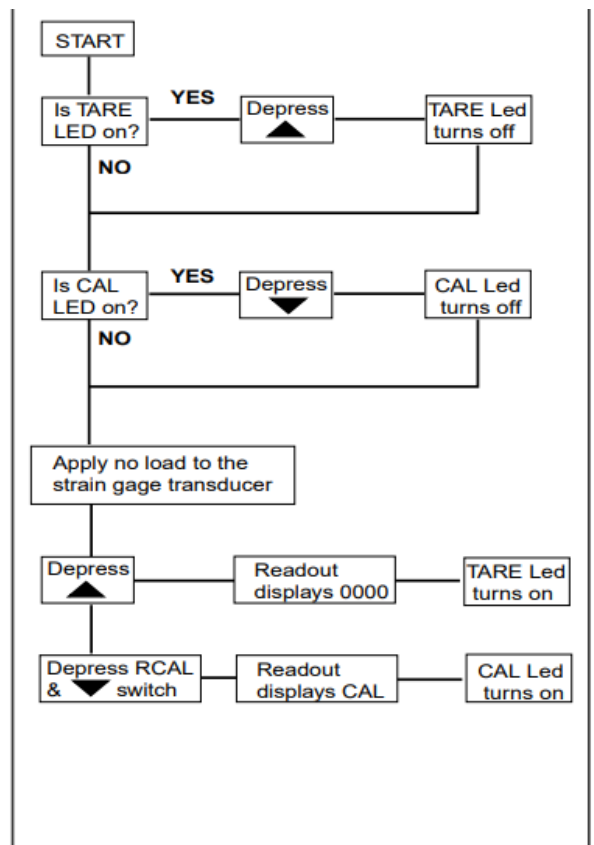 START
Is TARE
LED on?
YES
Depress
TARE Led
turns off
NO
Is CAL
LED on?
YES
Depress
CAL Led
turns off
NO
Apply no load to the
strain gage transducer
Depress
Readout
displays 0000
TARE Led
turns on
Depress RCAL
& switch
Readout
displays CAL
CAL Led
turns on